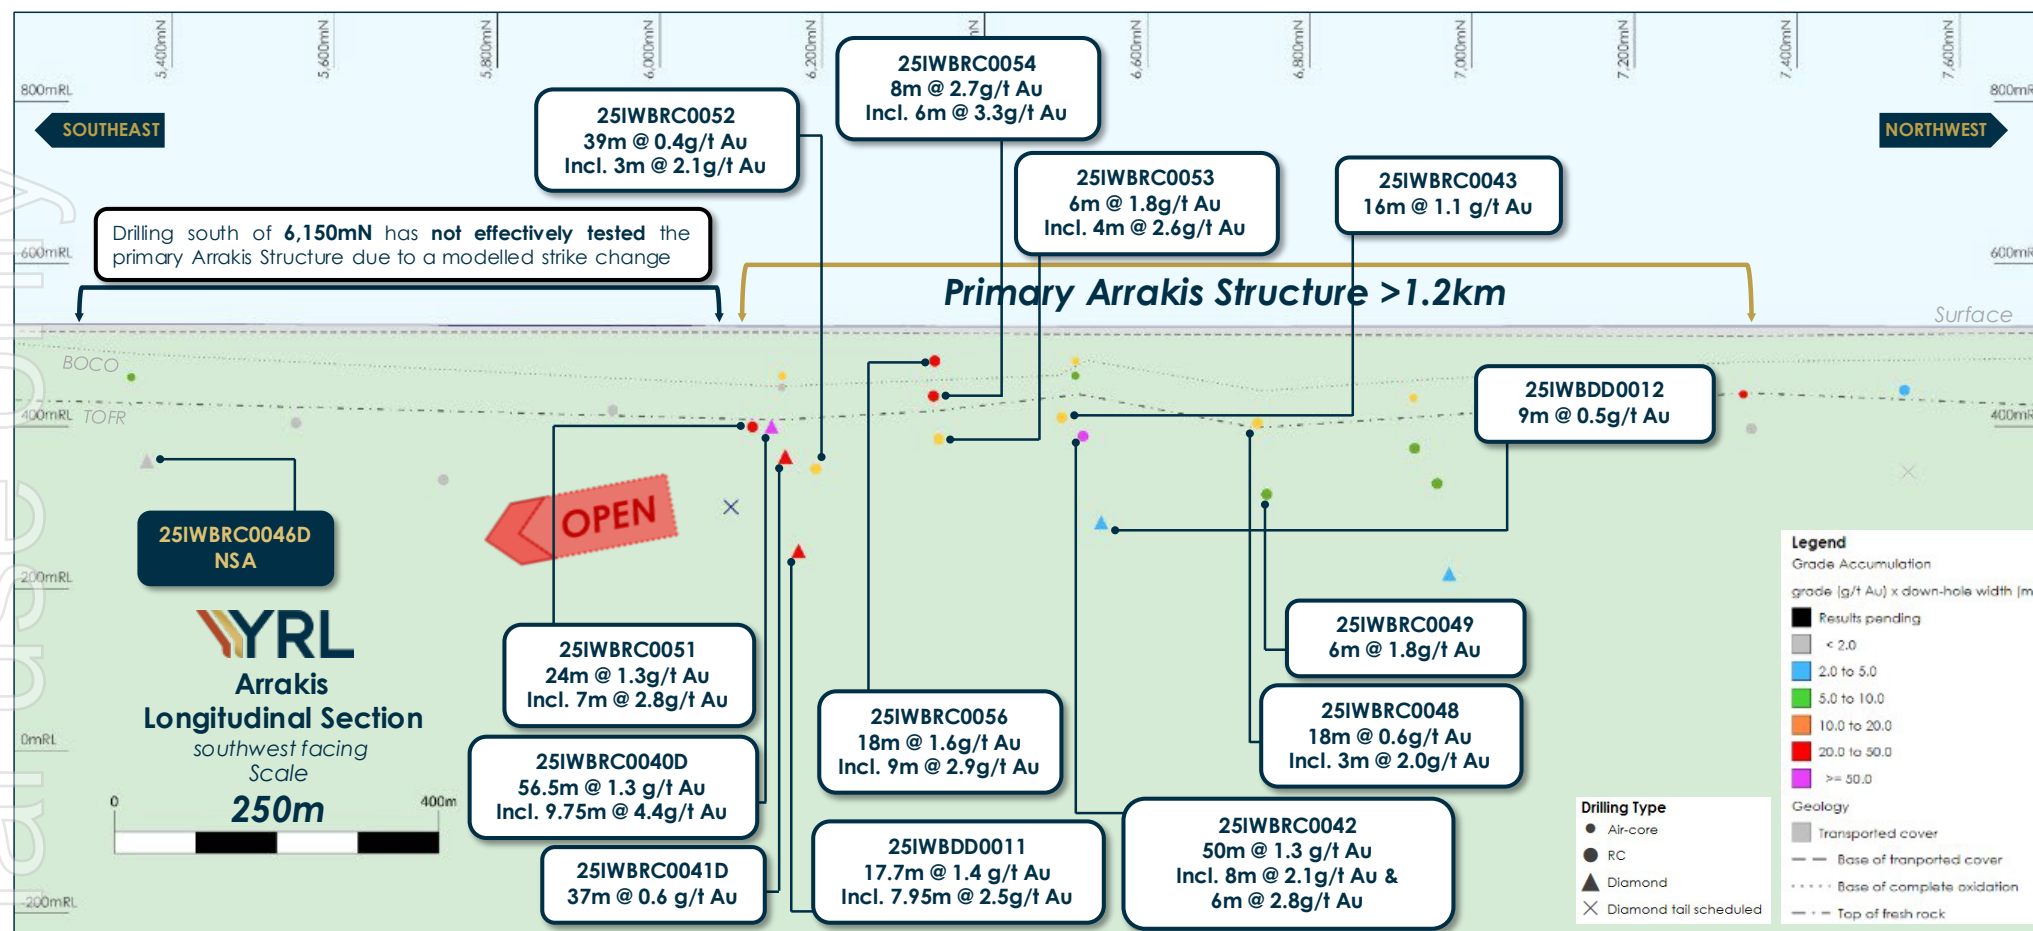 5,400mN
5,600mN
5,800mN
6,000mN
6,200mN
6,600mN
6,800mN
7,000mN
7,200mN
7,400mN
7,600mN
800mRL
SOUTHEAST
NORTHWEST
25IWBRC0054
8m @ 2.7g/t Au
Incl. 6m @ 3.3g/t Au
25IWBRC0052
39m @ 0.4g/t Au
Incl. 3m @ 2.1g/t Au
25IWBRC0053
6m @ 1.8g/t Au
Incl. 4m @ 2.6g/t Au
25IWBRC0043
16m @ 1.1 g/t Au
Drilling south of 6,150mN has not effectively tested the
primary Arrakis Structure due to a modelled strike change
600mRL
600mR
800mR
Primary Arrakis Structure >1.2km
Surface
BOCO
TOFR
400mRL
400mR
25IWBDD0012
9m @ 0.5g/t Au
OPEN
25IWBRC0046D
NSA
200mRL
YRL
Arrakis
Longitudinal Section
southwest facing
Scale
250m
0
400m
0mRL
-200mRL
25IWBRC0051
24m @ 1.3g/t Au
Incl. 7m @ 2.8g/t Au
25IWBRC0040D
56.5m @ 1.3 g/t Au
Incl. 9.75m @ 4.4g/t Au
25IWBRC0041D
37m @ 0.6 g/t Au
25IWBRC0056
18m @ 1.6g/t Au
Incl. 9m @ 2.9g/t Au
25IWBDD0011
17.7m @ 1.4 g/t Au
Incl. 7.95m @ 2.5g/t Au
25IWBRC0042
50m @ 1.3 g/t Au
Incl. 8m @ 2.1g/t Au &
6m @ 2.8g/t Au
25IWBRC0049
6m @ 1.8g/t Au
25IWBRC0048
18m @ 0.6g/t Au
Incl. 3m @ 2.0g/t Au
Drilling Type
Air-core
RC
Diamond
Diamond tail scheduled
Legend
Grade Accumulation
grade (g/t Au) x down-hole width (m
Results pending
< 2.0
2.0 to 5.0
5.0 to 10.0
10.0 to 20.0
20.0 to 50.0
>= 50.0
Geology
Transported cover
Base of tranported cover
Base of complete oxidation
Top of fresh rock